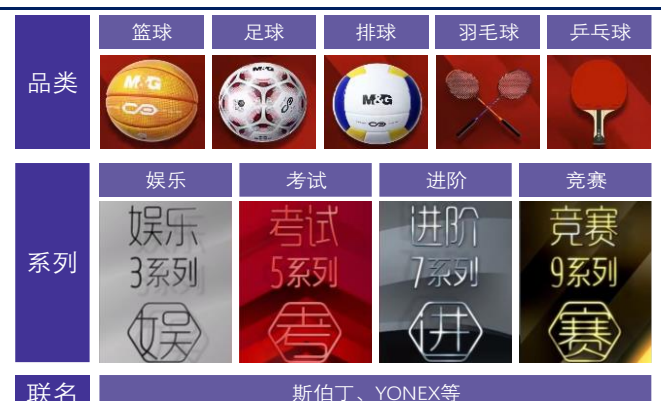 篮球 足球 排球 羽毛球 乒乓球
品类
M&G
M&G
M&G
娱乐 考试 进阶 竞赛
系列
娱乐 考试 进阶 竞赛
3系列 5系列 7系列 9系列
娱 考 进 赛
联名 斯伯丁、YONEX等